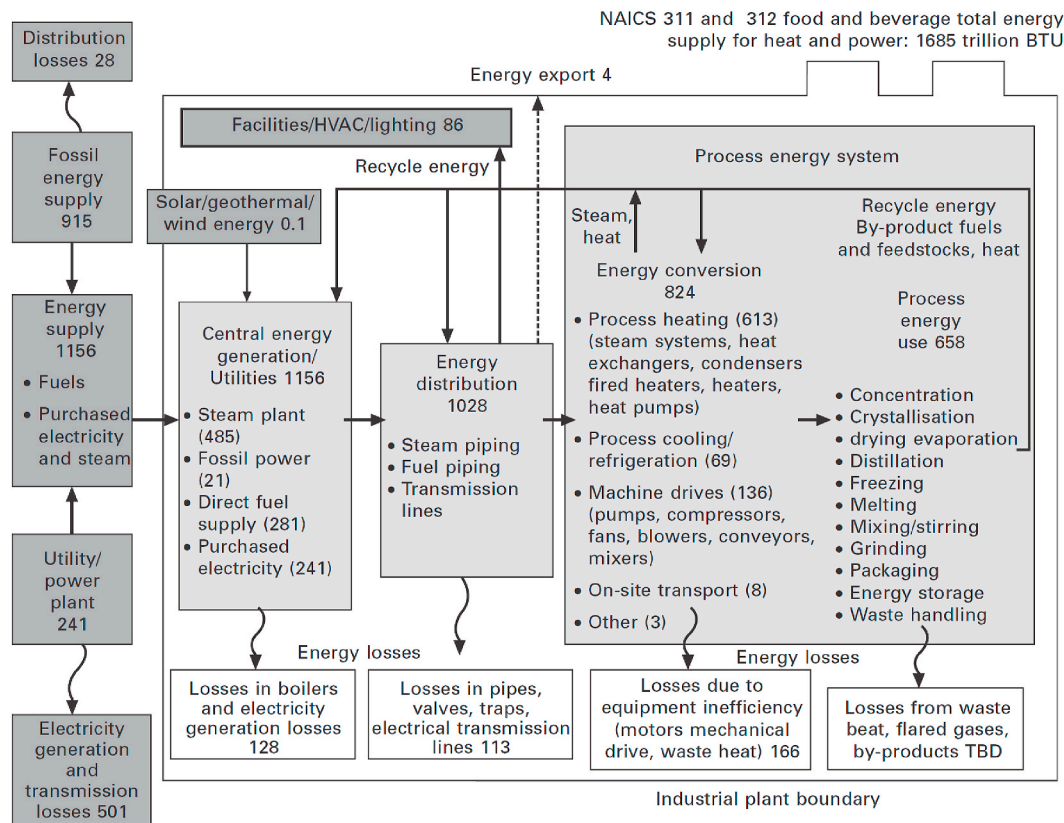 NAICS 311 and 312 food and beverage total energy
supply for heat and power: 1685 trillion BTU
Distribution
losses 28
Energy export 4
Facilities/HVAC/lighting 86
Recycle energy
Process energy system
Fossil
energy
supply
915
Solar/geothermal/
wind energy 0.1
Steam,
heat
Recycle energy
By-product fuels
and feedstocks, heat
Energy
supply
1156
• Fuels
• Purchased
electricity
and steam
Central energy
generation/
Utilities 1156
• Steam plant
(485)
• Fossil power
(21)
• Direct fuel
supply (281)
• Purchased
electricity (241)
Energy
distribution
1028
• Steam piping
• Fuel piping
• Transmission
lines
Energy conversion
824
• Process heating (613)
(steam systems, heat
exchangers, condensers
fired heaters, heaters,
heat pumps)
• Process cooling/
refrigeration (69)
• Machine drives (136)
(pumps, compressors,
fans, blowers, conveyors,
mixers)
• On-site transport (8)
• Other (3)
Process
energy
use 658
• Concentration
• Crystallisation
• drying evaporation
• Distillation
• Freezing
• Melting
• Mixing/stirring
• Grinding
• Packaging
• Energy storage
• Waste handling
Utility/
power
plant
241
Energy losses
Energy losses
Losses in boilers
and electricity
generation losses
128
Losses in pipes,
valves, traps,
electrical transmission
lines 113
Losses due to
equipment inefficiency
(motors mechanical
drive, waste heat) 166
Losses from waste
beat, flared gases,
by-products TBD
Electricity
generation
and
transmission
losses 501
Industrial plant boundary